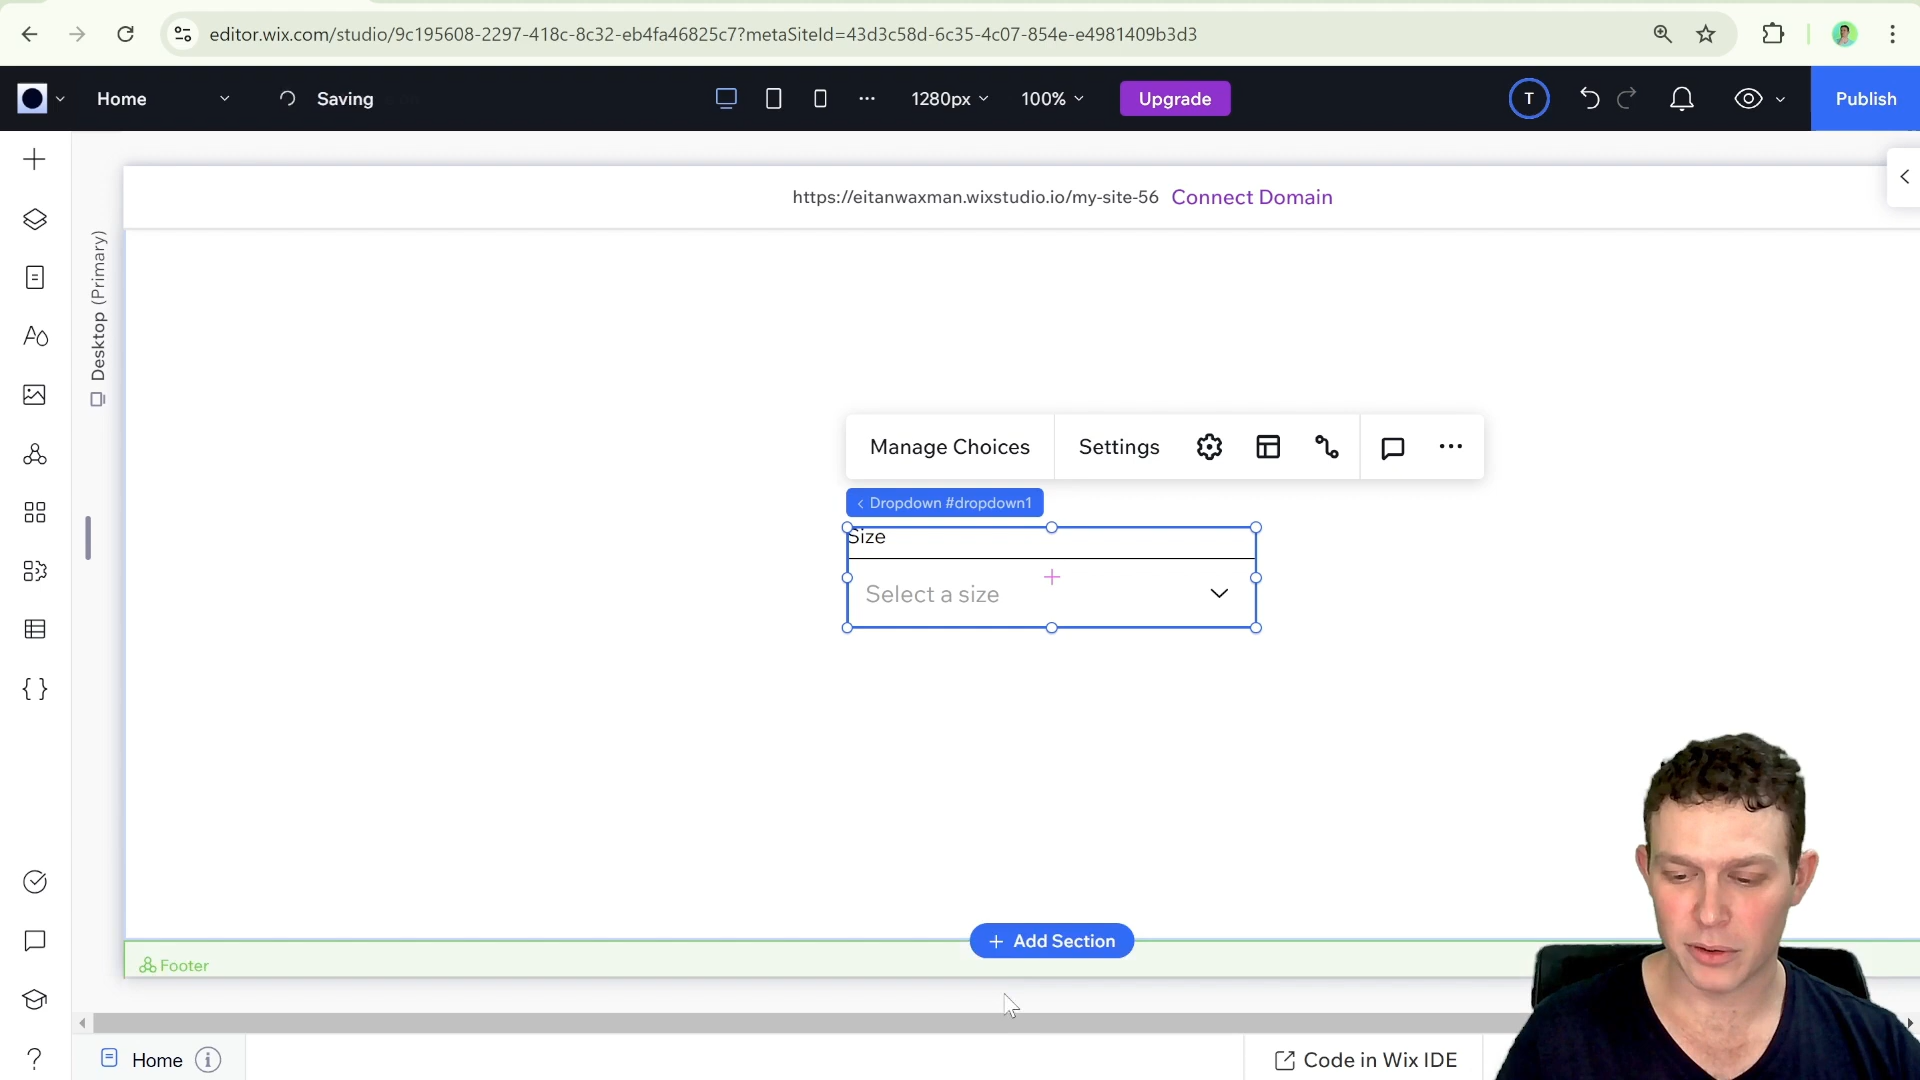 editor.wix.com/studio/9c195608-2297-418c-8c32-eb4fa46825c7?metaSiteId=43d3c58d-6c35-4c07-854e-e4981409b3d3
Home
Saving
1280px
100%
Upgrade
T
Publish
https://eitanwaxman.wixstudio.io/my-site-56 Connect Domain
Desktop (Primary)
Manage Choices
Settings
< Dropdown #dropdown1
Size
Select a size
+ Add Section
Footer
Home
Code in Wix IDE